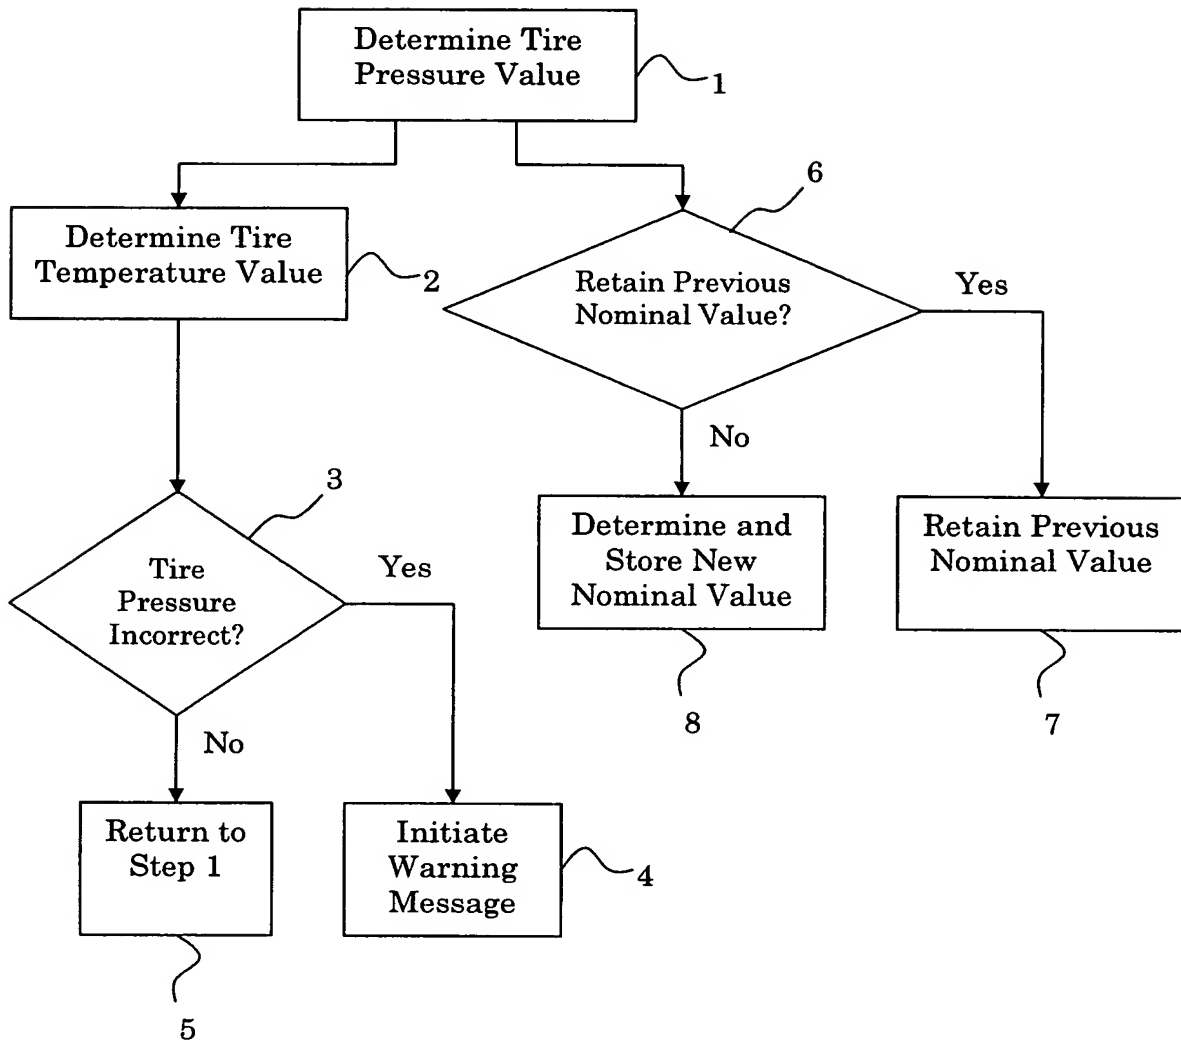 Determine Tire
Pressure Value
1
6
Determine Tire
Temperature Value
2
Retain Previous
Nominal Value?
Yes
No
3
Tire
Pressure
Incorrect?
Yes
Determine and
Store New
Nominal Value
Retain Previous
Nominal Value
8
7
No
Return to
Step 1
Initiate
Warning
Message
4
5